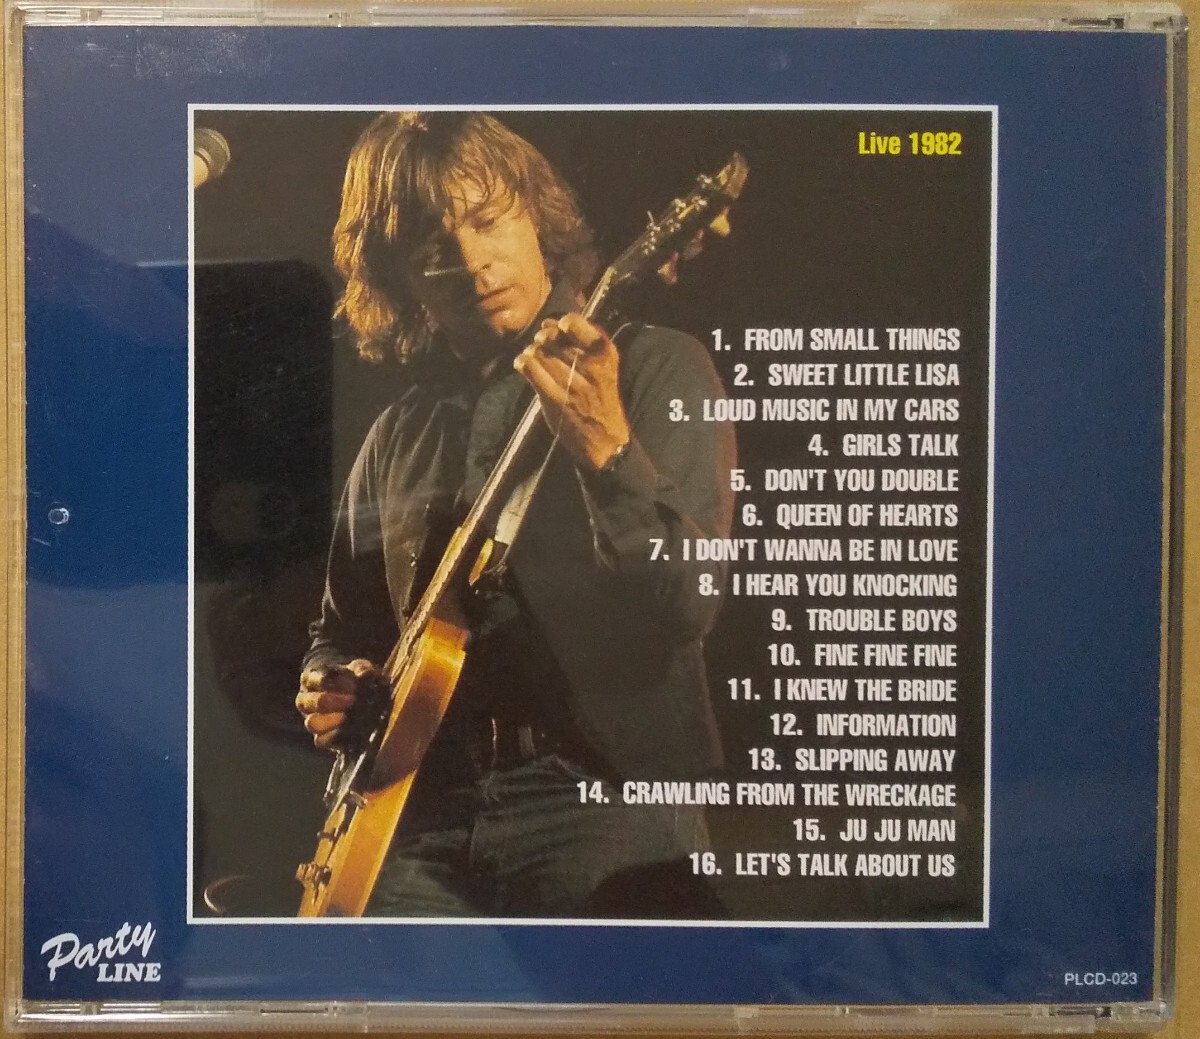 Live 1982
1. FROM SMALL THINGS
2. SWEET LITTLE LISA
3. LOUD MUSIC IN MY CARS
4. GIRLS TALK
5. DON'T YOU DOUBLE
6. QUEEN OF HEARTS
7. I DON'T WANNA BE IN LOVE
8. I HEAR YOU KNOCKING
9. TROUBLE BOYS
10. FINE FINE FINE
11. I KNEW THE BRIDE
12. INFORMATION
13. SLIPPING AWAY
14. CRAWLING FROM THE WRECKAGE
15. JU JU MAN
16. LET'S TALK ABOUT US
Party
LINE
PLCD-023